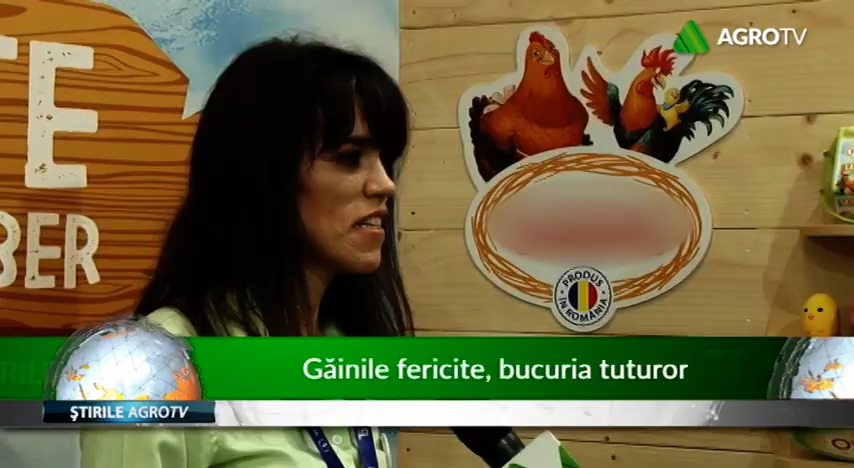 TE
BER
AGROTV
PRODUS
ÎN ROMÂNIA
Găinile fericite, bucuria tuturor
ŞTIRILE AGROTV